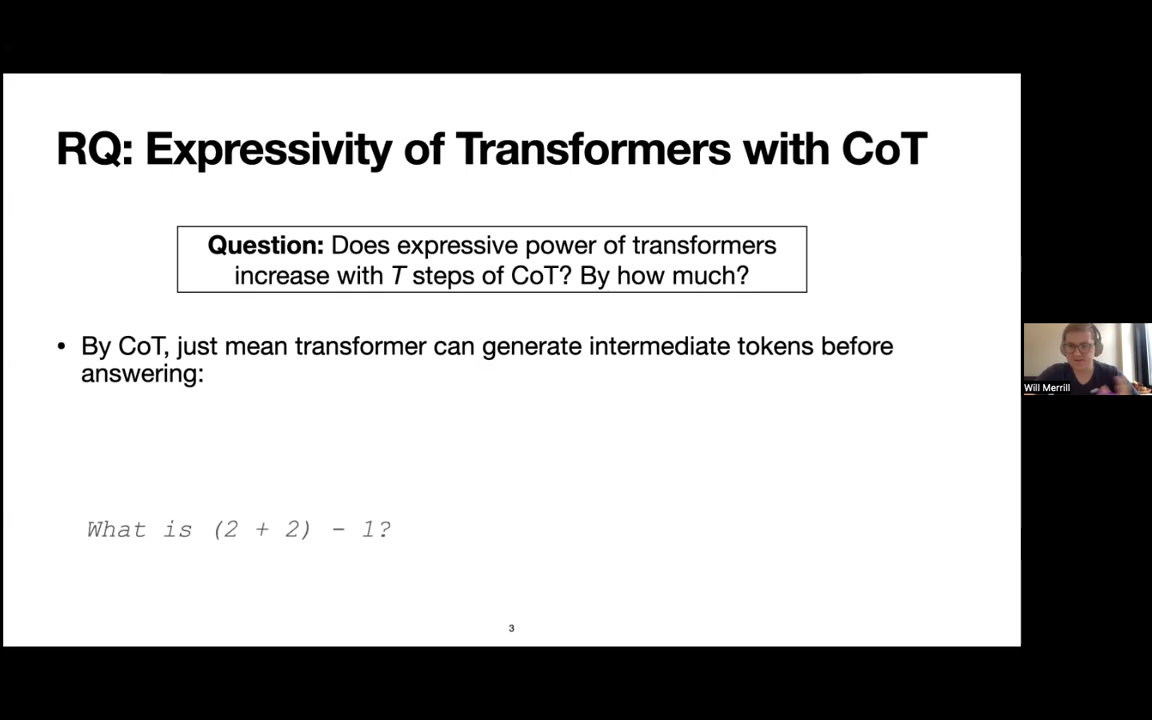 RQ: Expressivity of Transformers with CoT
Question: Does expressive power of transformers
increase with T steps of CoT? By how much?
• By CoT, just mean transformer can generate intermediate tokens before
answering:
Will Merrill
What is (2 + 2) - 1?
3